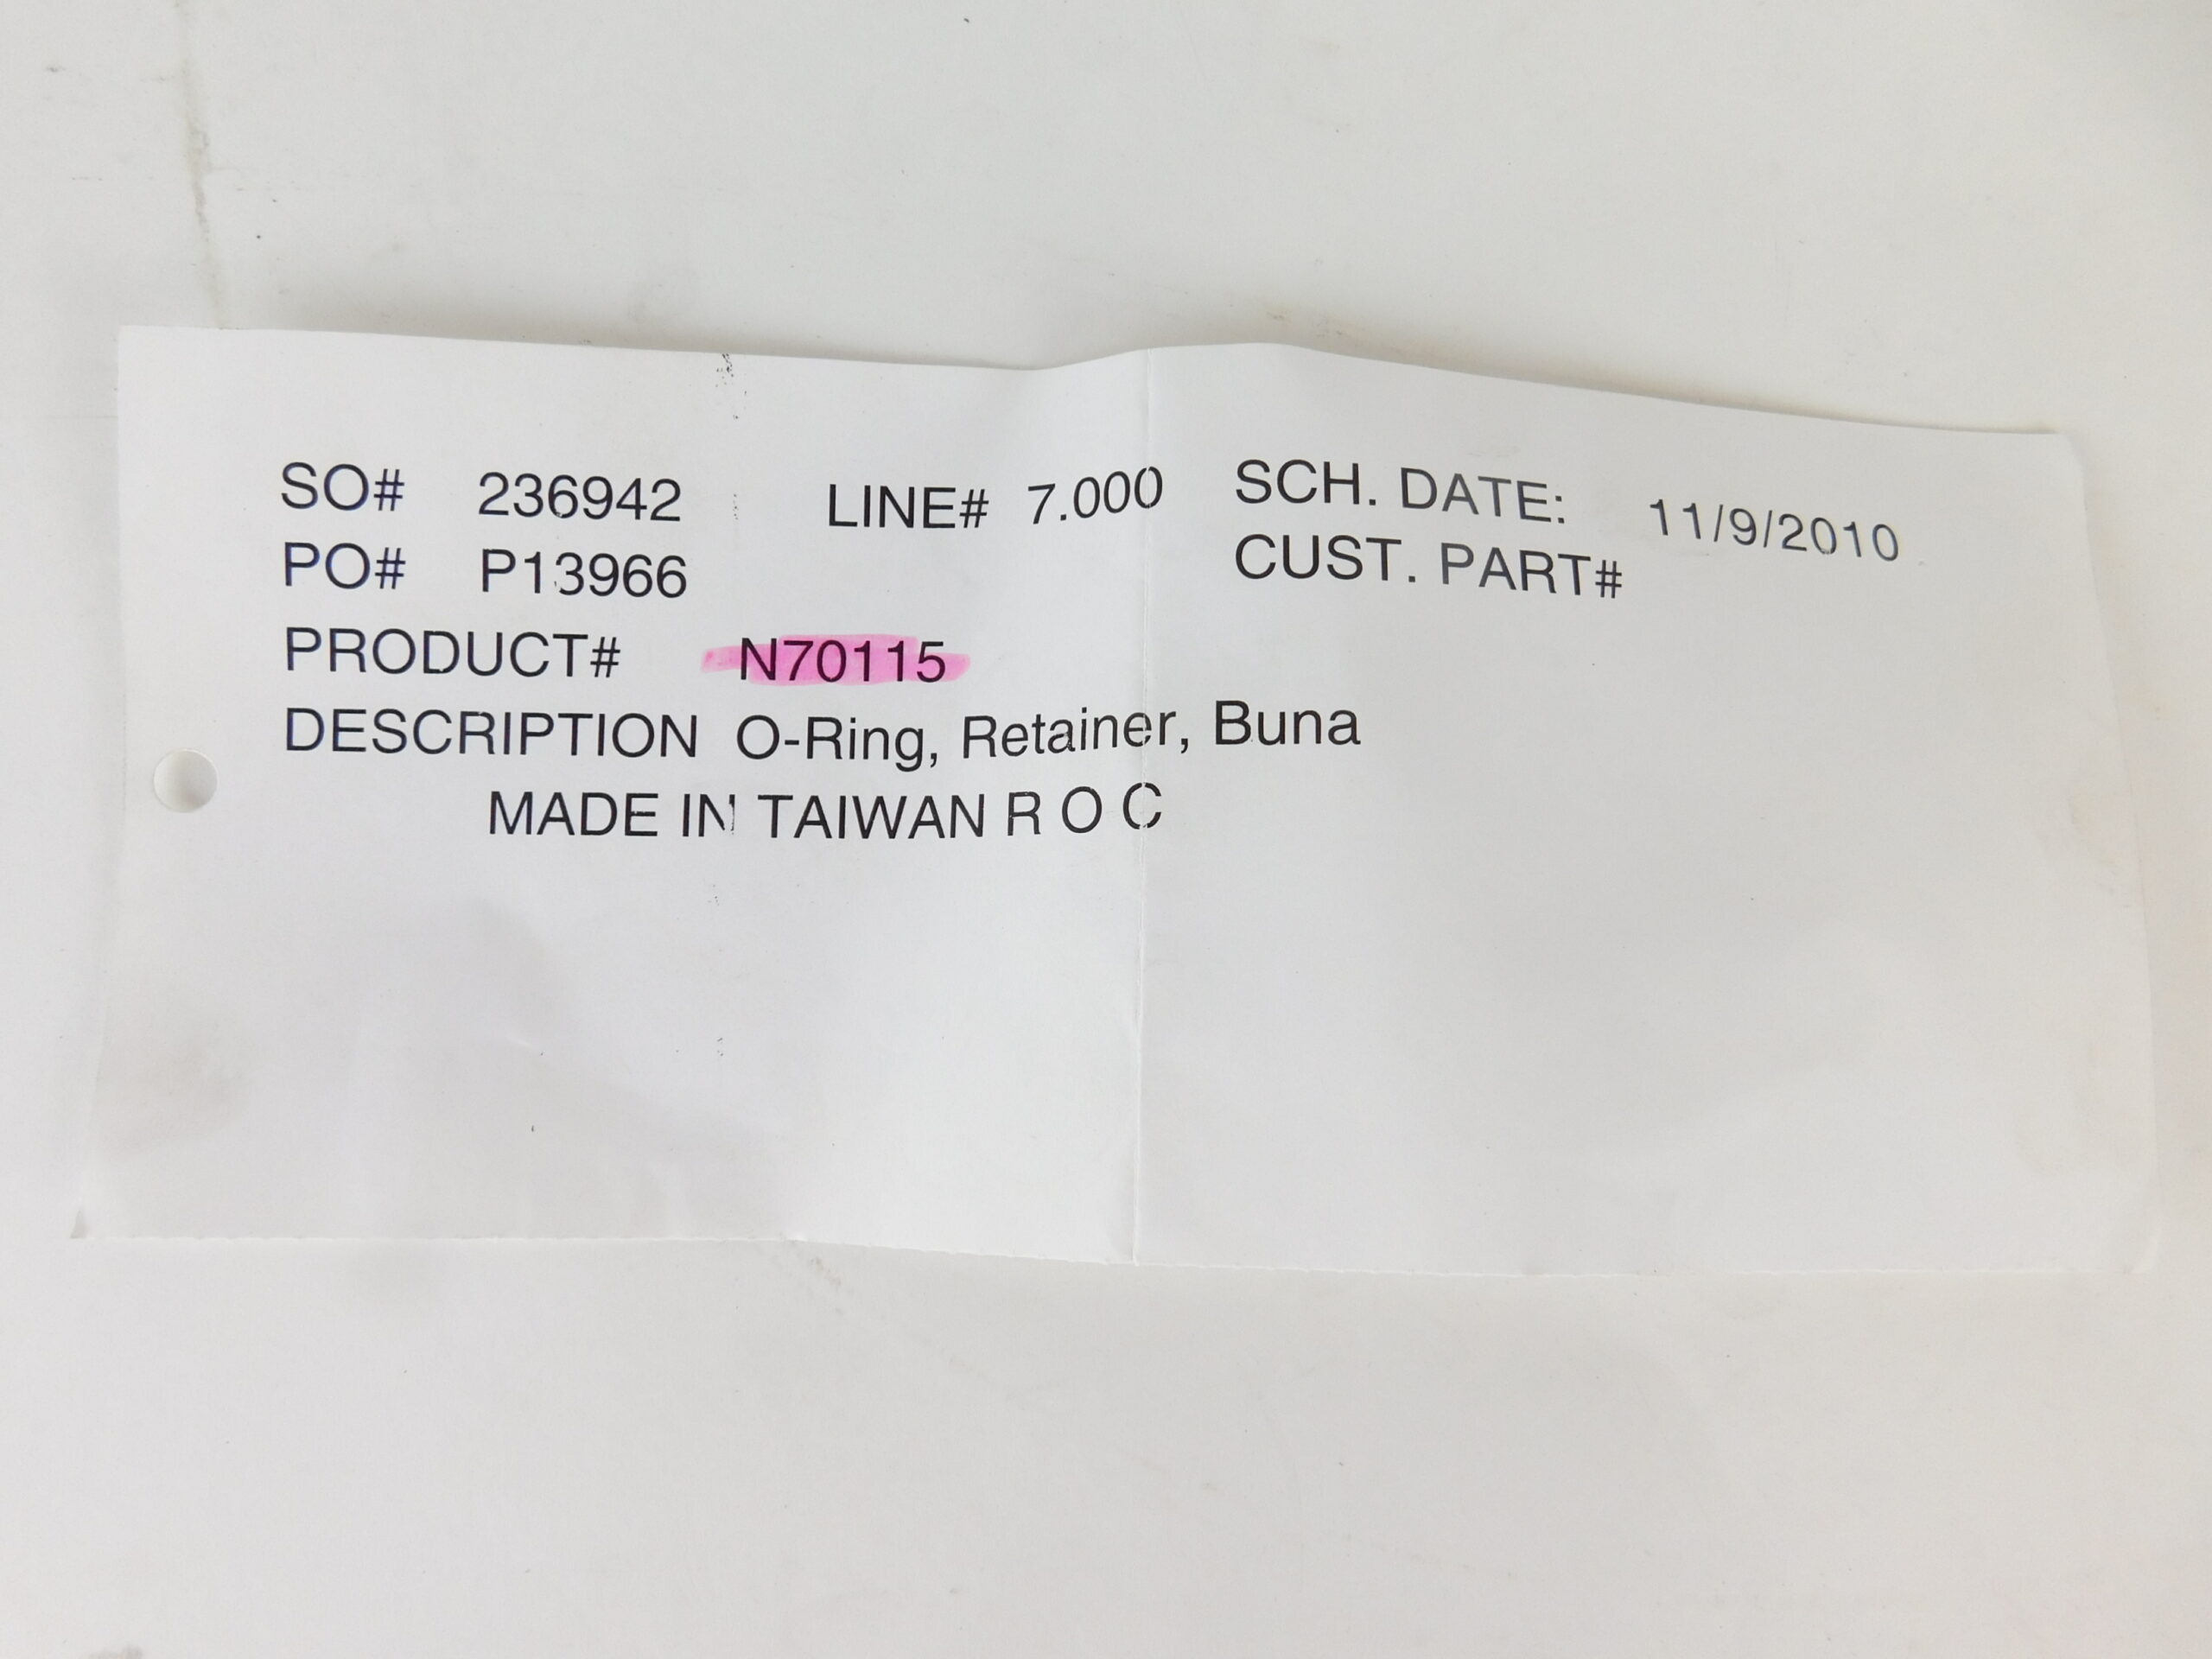 SO# 236942 LINE# 7.000 SCH. DATE: 11/9/2010
PO# P13966 CUST. PART#
PRODUCT# N70115
DESCRIPTION O-Ring, Retainer, Buna
MADE IN TAIWAN R O C